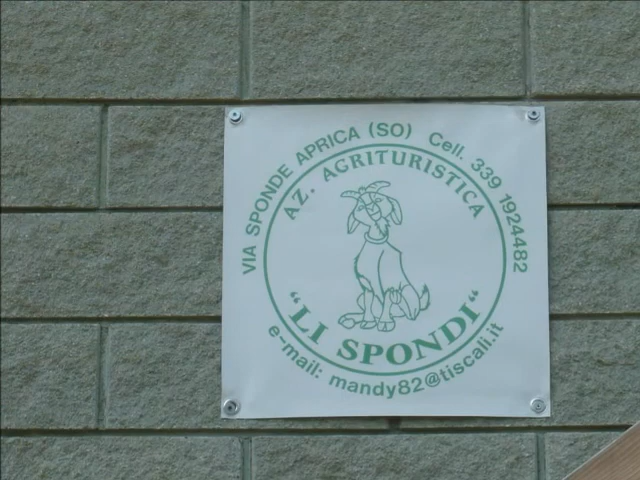 VIA SPONDE APRICA (SO) Cell. 339 1924482
AZ. AGRITURISTICA
"LI SPONDI"
e-mail: mandy82@tiscali.it